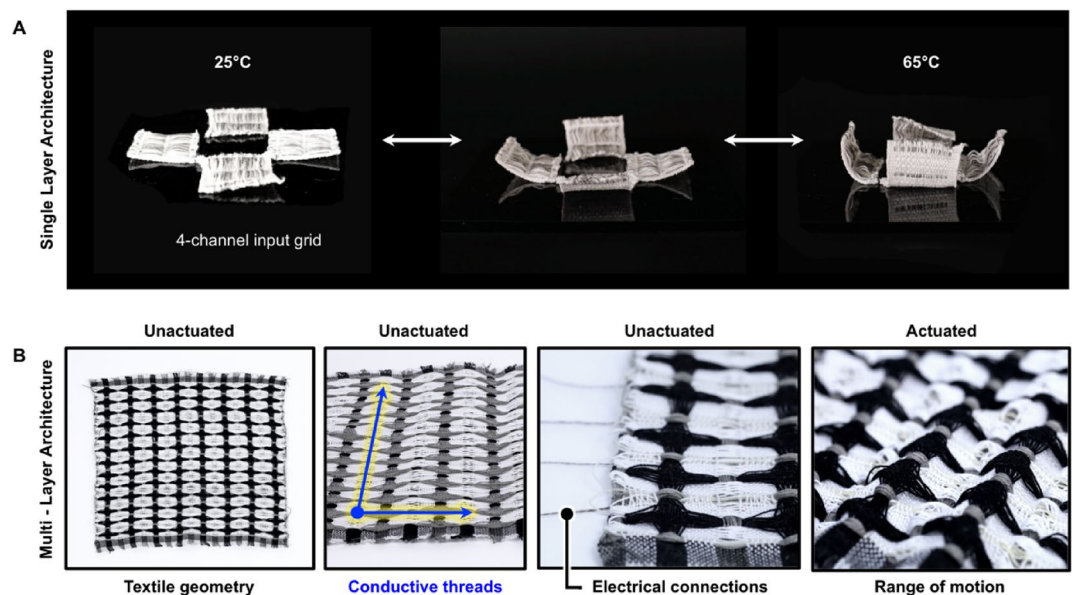 A
Single Layer Architecture
25°C
65°C
4-channel input grid
B
Multi - Layer Architecture
Unactuated
Unactuated
Unactuated
Actuated
Textile geometry
Conductive threads
Electrical connections
Range of motion